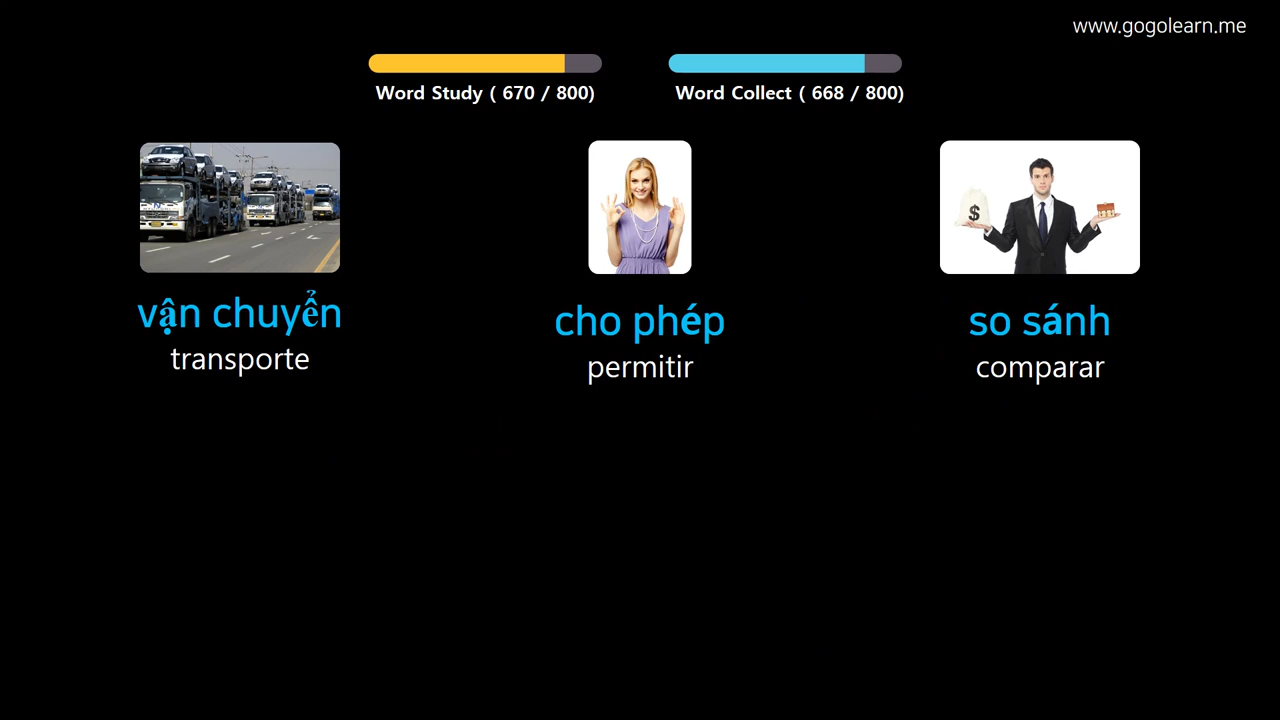 www.gogolearn.me
Word Study ( 670 / 800)
Word Collect ( 668 / 800)
vận chuyển
transporte
cho phép
permitir
so sánh
comparar
$